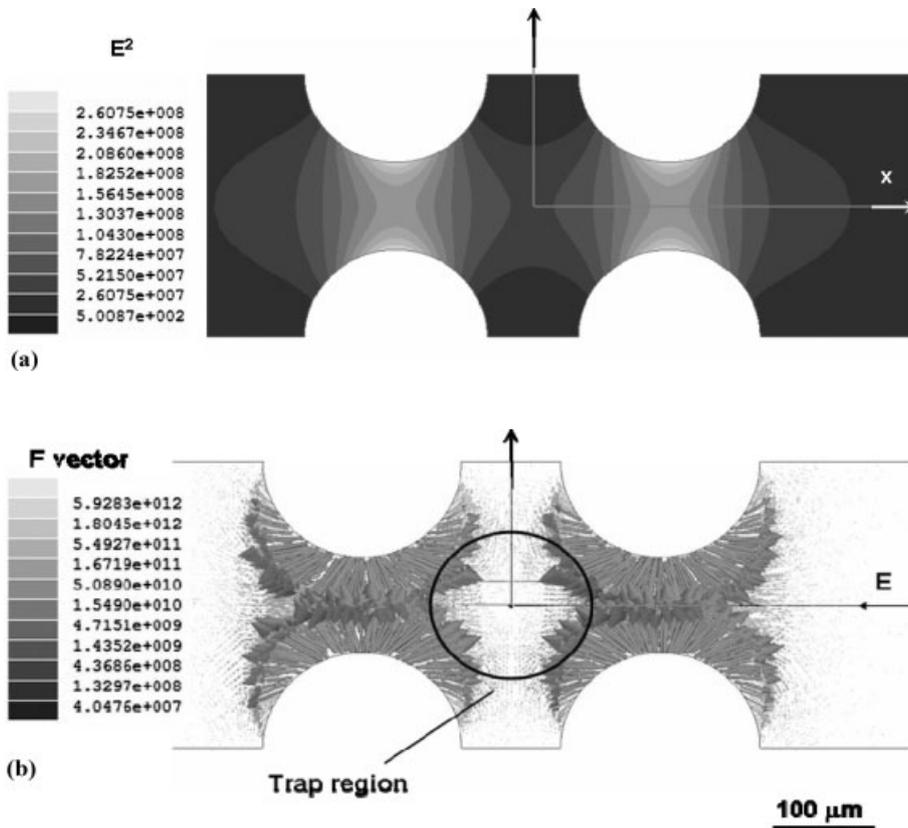 E²
2.6075e+008
2.3467e+008
2.0860e+008
1.8252e+008
1.5645e+008
1.3037e+008
1.0430e+008
7.8224e+007
5.2150e+007
2.6075e+007
5.0087e+002
x
(a)
F vector
5.9283e+012
1.8045e+012
5.4927e+011
1.6719e+011
5.0890e+010
1.5490e+010
4.7151e+009
1.4352e+009
4.3686e+008
1.3297e+008
4.0476e+007
E
(b)
Trap region
100 µm